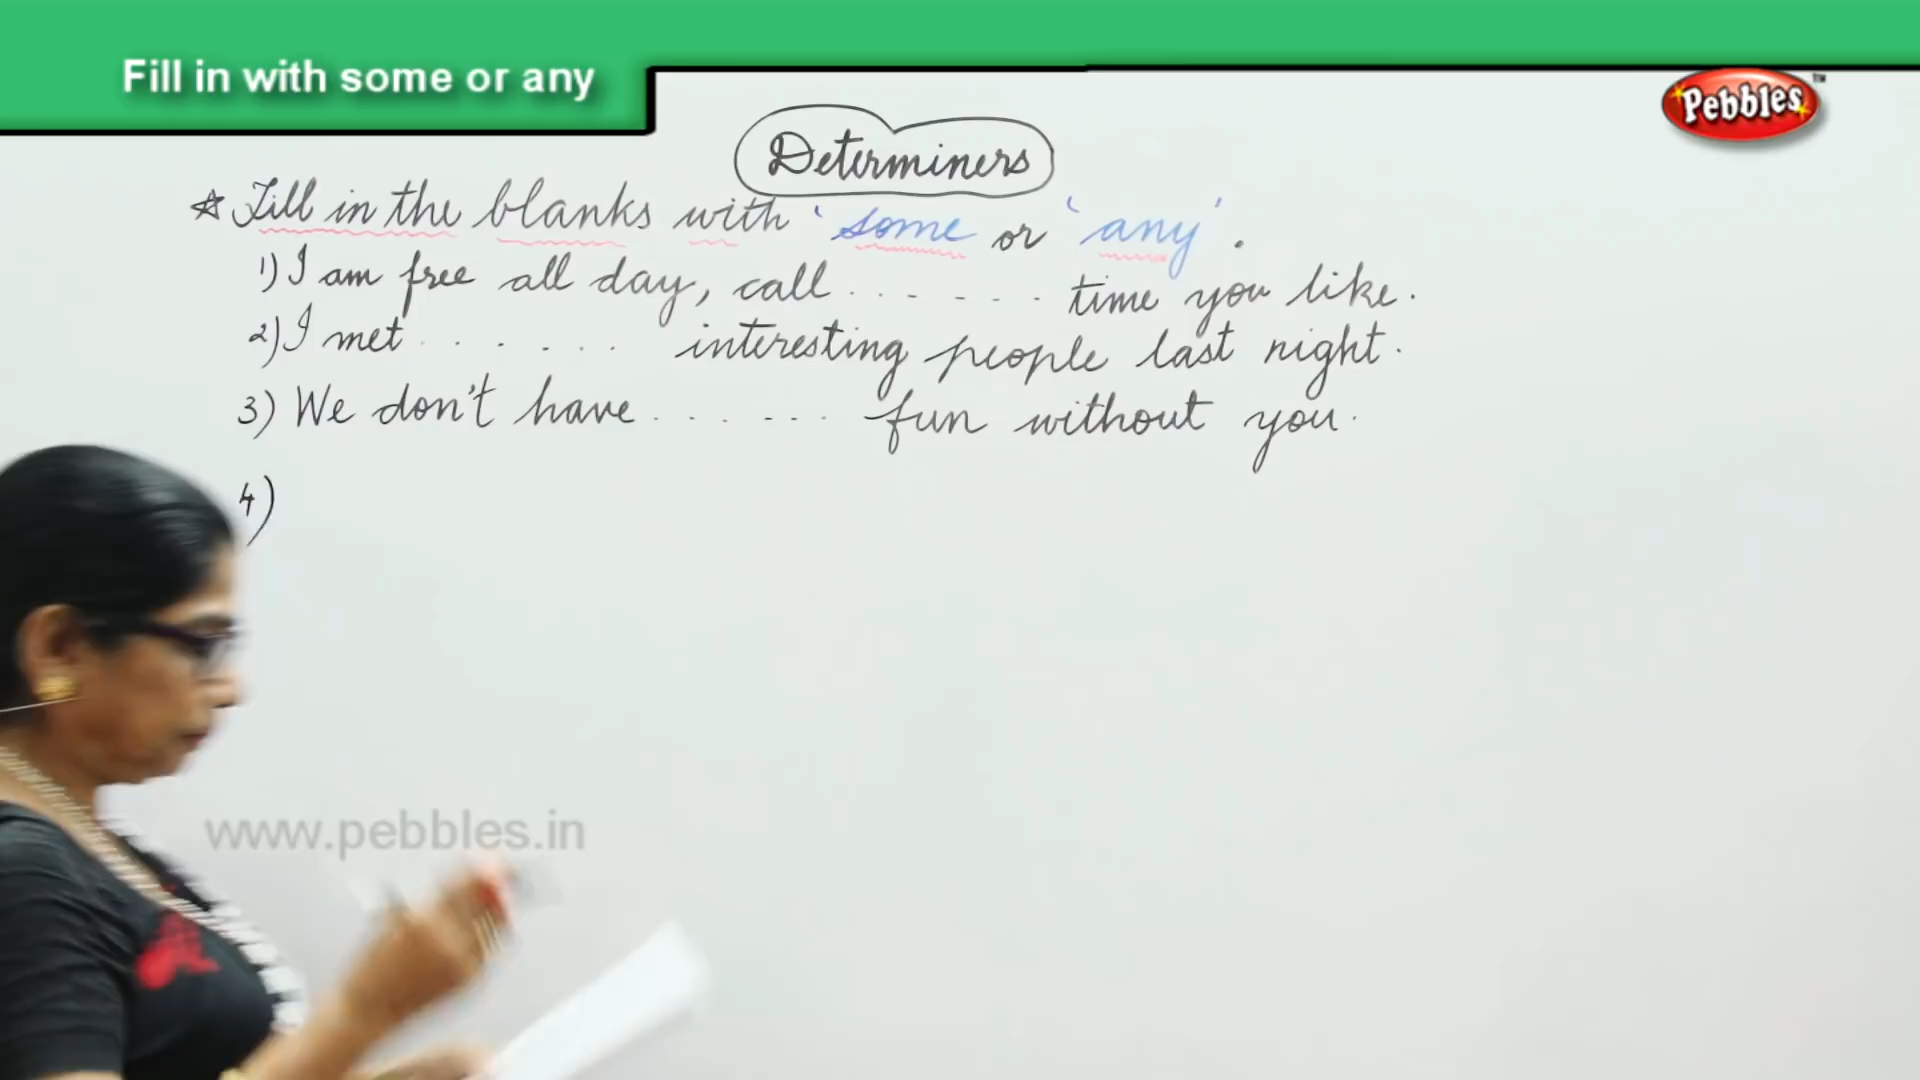 Fill in with some or any
Pebbles™
Determiners
☆ Fill in the blanks with 'some' or 'any'.
1) I am free all day, call . . . . . . time you like.
2) I met . . . . . . interesting people last night.
3) We don't have . . . . . . fun without you.
4)
www.pebbles.in